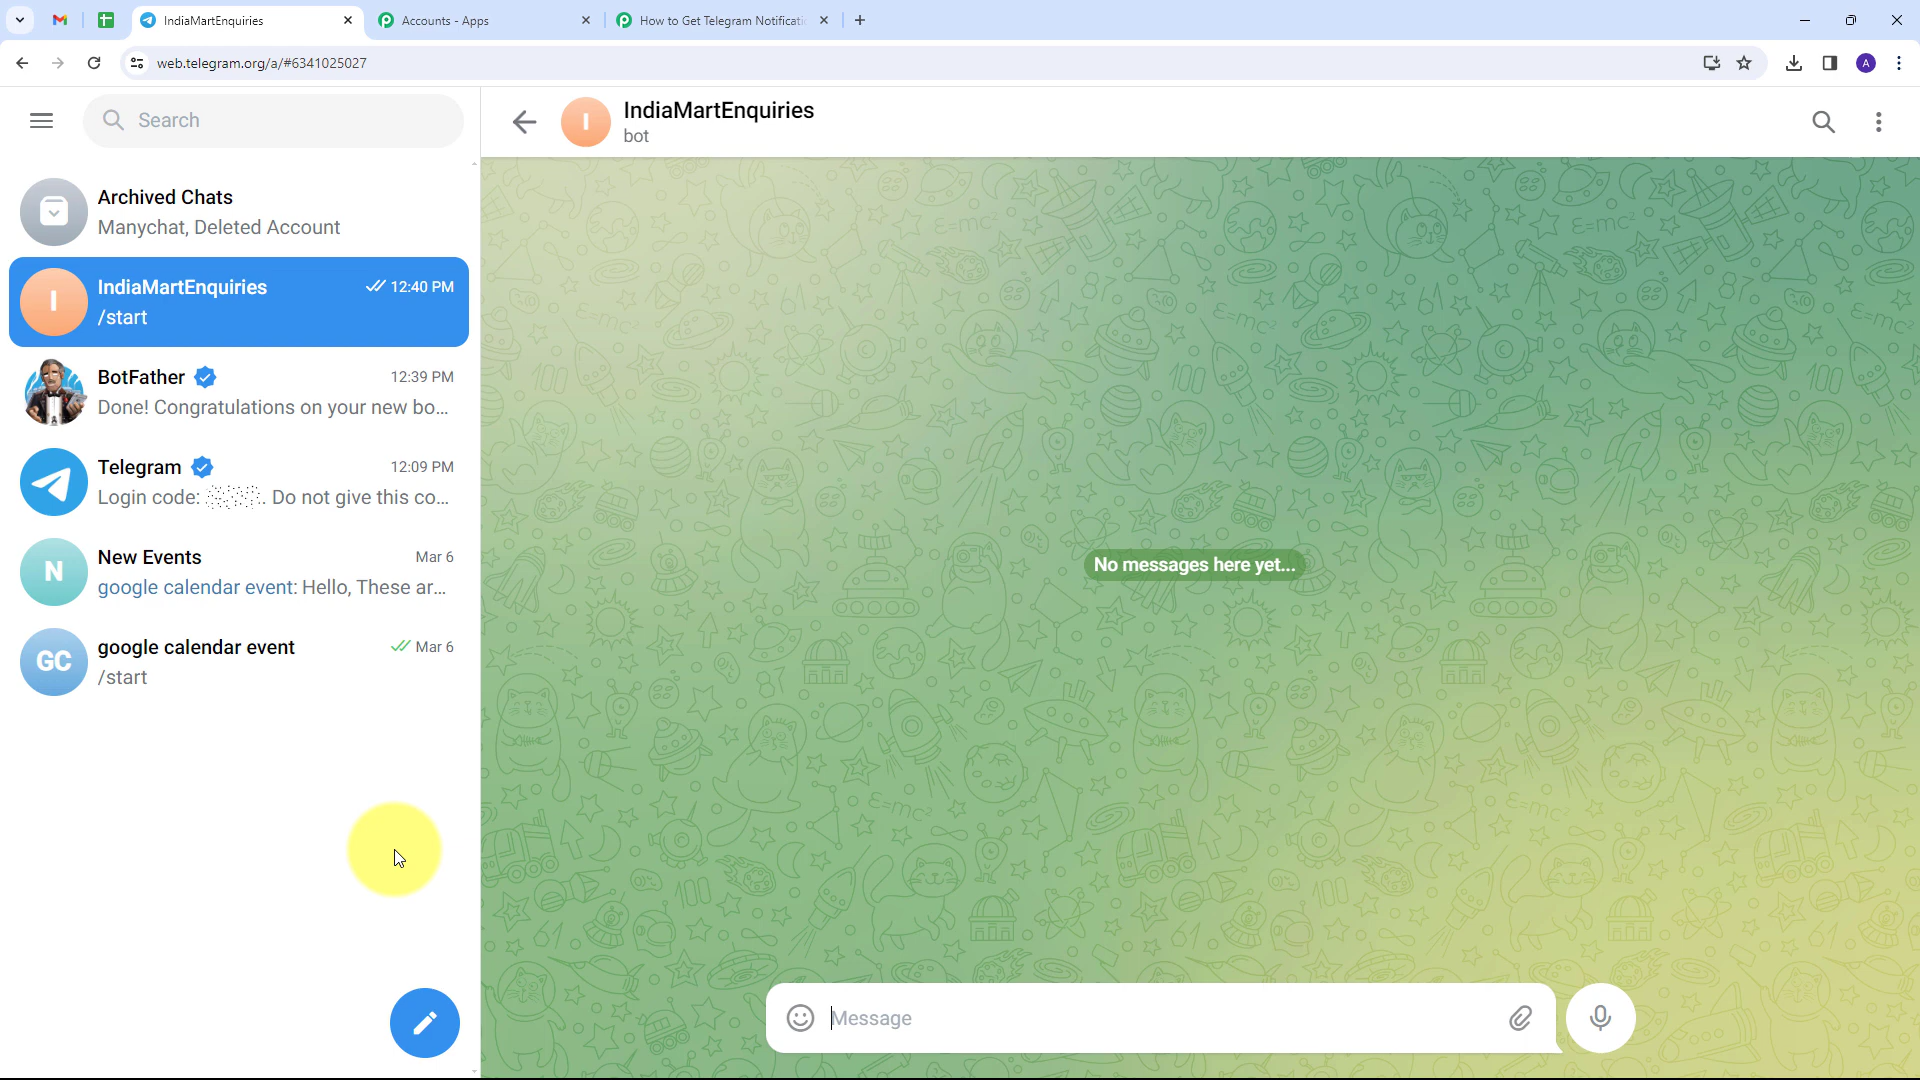 IndiaMartEnquiries
Accounts - Apps
How to Get Telegram Notificatio
web.telegram.org/a/#6341025027
A
Search
Archived Chats
Manychat, Deleted Account
I
IndiaMartEnquiries
12:40 PM
/start
BotFather
12:39 PM
Done! Congratulations on your new bo...
Telegram
12:09 PM
Login code: . Do not give this co...
N
New Events
Mar 6
google calendar event: Hello, These ar...
GC
google calendar event
Mar 6
/start
I
IndiaMartEnquiries
bot
No messages here yet...
Message